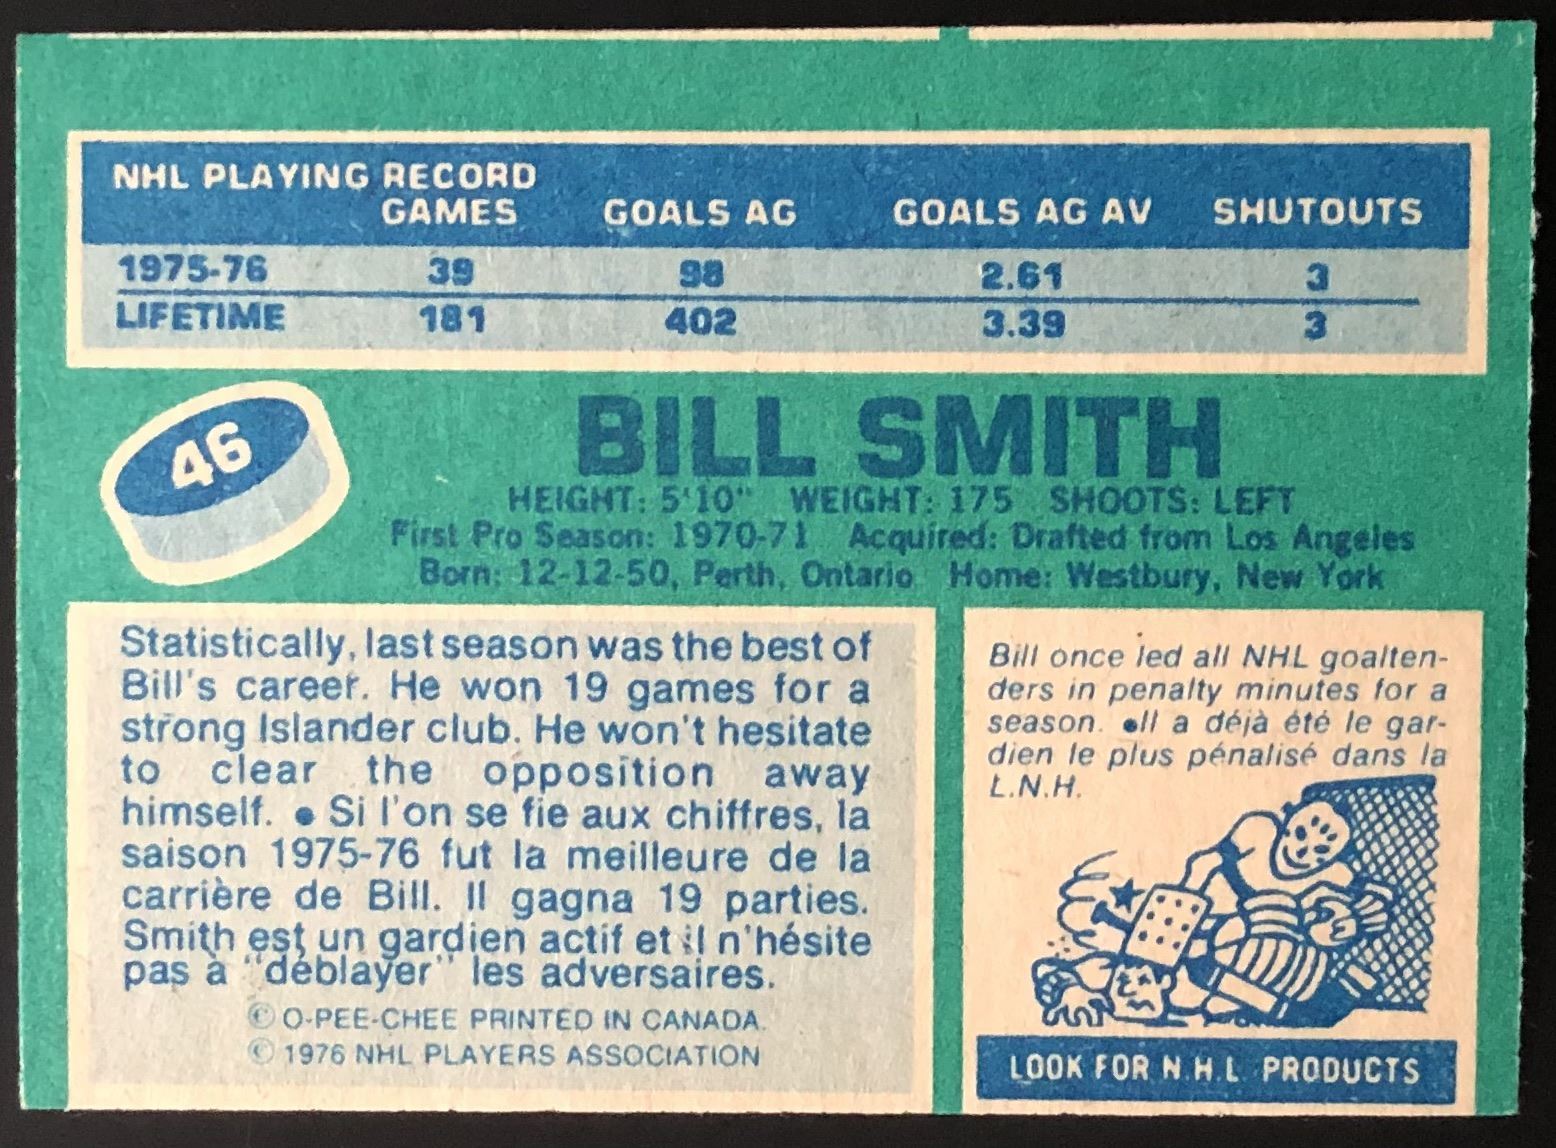 NHL PLAYING RECORD
GAMES GOALS AG GOALS AG AV SHUTOUTS
1975-76 39 98 2.61 3
LIFETIME 181 402 3.39 3
46
BILL SMITH
HEIGHT: 5'10" WEIGHT: 175 SHOOTS: LEFT
First Pro Season: 1970-71 Acquired: Drafted from Los Angeles
Born: 12-12-50, Perth, Ontario Home: Westbury, New York
Statistically, last season was the best of
Bill's career. He won 19 games for a
strong Islander club. He won't hesitate
to clear the opposition away
himself. ● Si l'on se fie aux chiffres, la
saison 1975-76 fut la meilleure de la
carrière de Bill. Il gagna 19 parties.
Smith est un gardien actif et il n'hésite
pas à "déblayer" les adversaires.
© O-PEE-CHEE PRINTED IN CANADA
© 1976 NHL PLAYERS ASSOCIATION
Bill once led all NHL goalten-
ders in penalty minutes for a
season. ●Il a déjà été le gar-
dien le plus pénalisé dans la
L.N.H.
LOOK FOR N.H.L. PRODUCTS